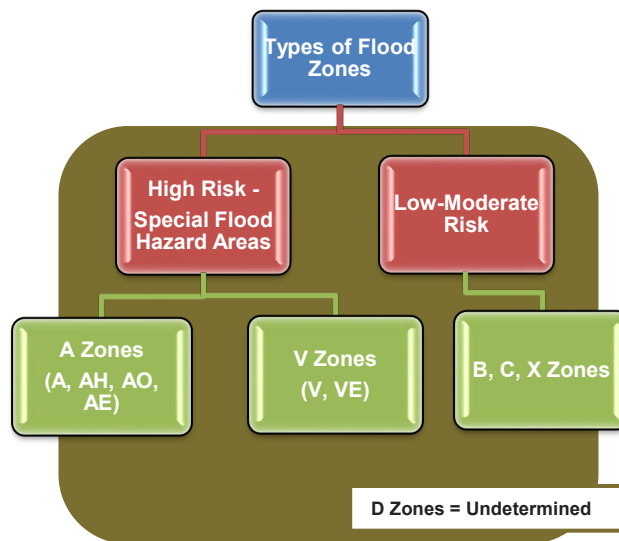 Types of Flood
Zones
High Risk -
Special Flood
Hazard Areas
Low-Moderate
Risk
A Zones
(A, AH, AO,
AE)
V Zones
(V, VE)
B, C, X Zones
D Zones = Undetermined